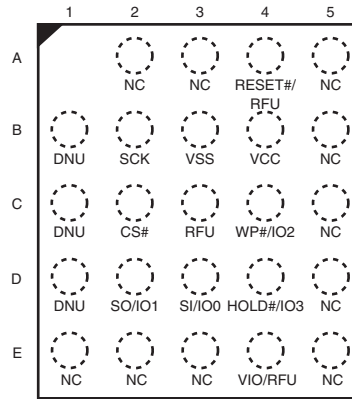 1 2 3 4 5
A
NC NC RESET#/ NC
RFU
B
DNU SCK VSS VCC NC
C
DNU CS# RFU WP#/IO2 NC
D
DNU SO/IO1 SI/IO0 HOLD#/IO3 NC
E
NC NC NC VIO/RFU NC